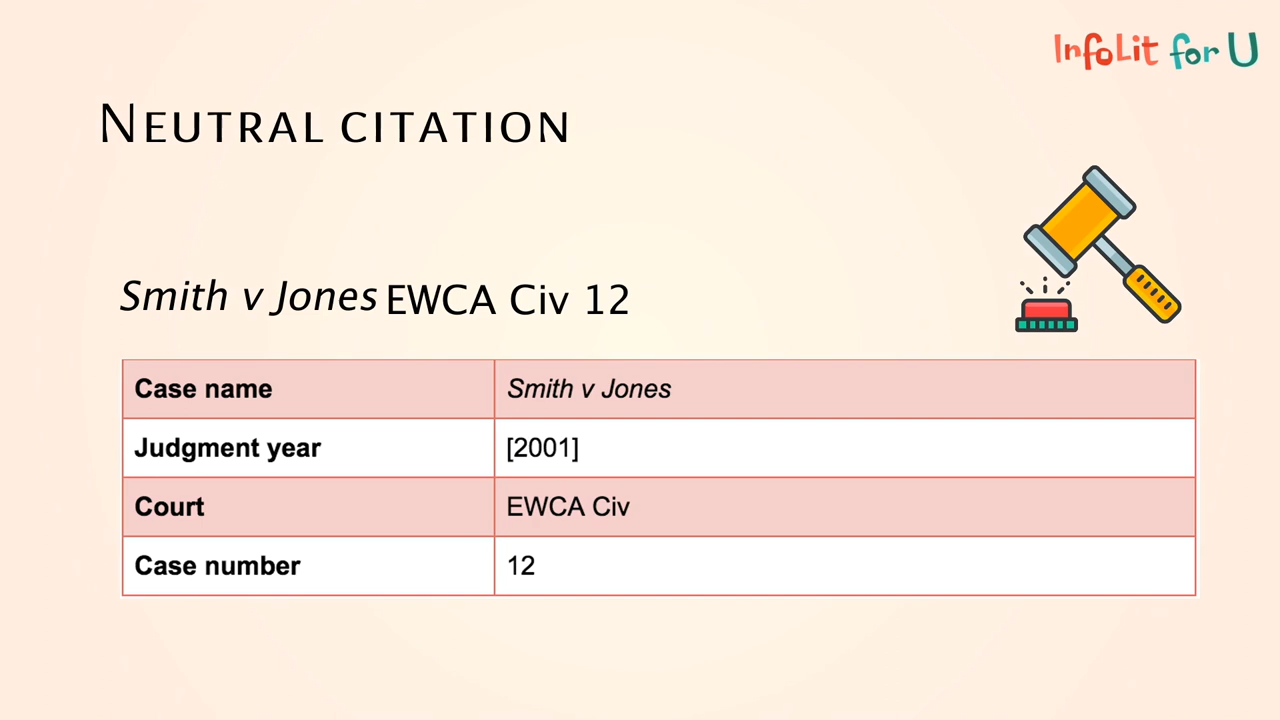 InfoLit for U
NEUTRAL CITATION
Smith v Jones EWCA Civ 12
Case name Smith v Jones
Judgment year [2001]
Court EWCA Civ
Case number 12